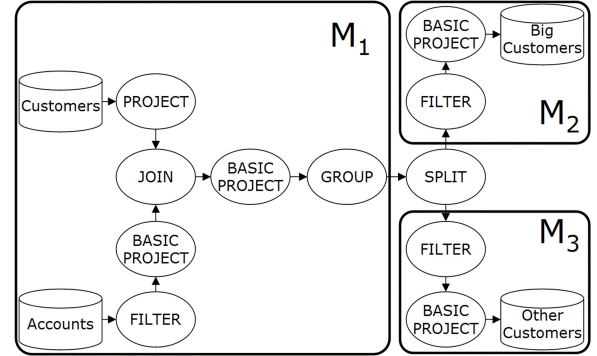 M1
Customers
PROJECT
JOIN
BASIC
PROJECT
GROUP
BASIC
PROJECT
Accounts
FILTER
SPLIT
BASIC
PROJECT
Big
Customers
FILTER
M2
M3
FILTER
BASIC
PROJECT
Other
Customers